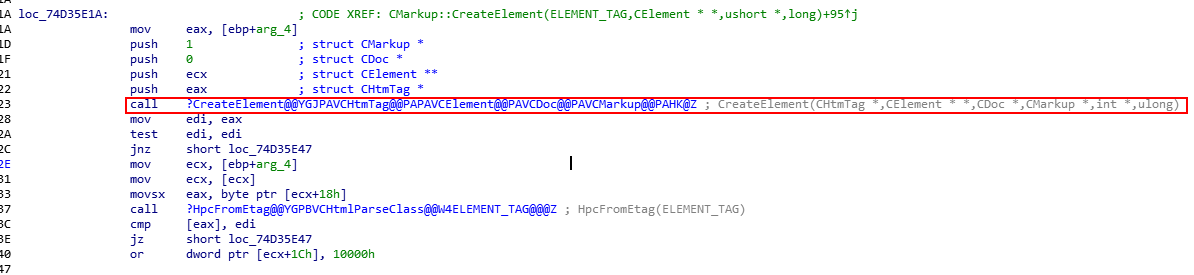 1A loc_74D35E1A: ; CODE XREF: CMarkup::CreateElement(ELEMENT_TAG,CElement * *,ushort *,long)+95↑j
1A mov eax, [ebp+arg_4]
1D push 1 ; struct CMarkup *
1F push 0 ; struct CDoc *
21 push ecx ; struct CElement **
22 push eax ; struct CHtmTag *
23 call ?CreateElement@@YGJPAVCHtmTag@@PAPAVCElement@@PAVCDoc@@PAVCMarkup@@PAHK@Z ; CreateElement(CHtmTag *,CElement * *,CDoc *,CMarkup *,int *,ulong)
28 mov edi, eax
2A test edi, edi
2C jnz short loc_74D35E47
2E mov ecx, [ebp+arg_4]
31 mov ecx, [ecx]
33 movsx eax, byte ptr [ecx+18h]
37 call ?HpcFromEtag@@YGPBVCHtmlParseClass@@W4ELEMENT_TAG@@@Z ; HpcFromEtag(ELEMENT_TAG)
3C cmp [eax], edi
3E jz short loc_74D35E47
40 or dword ptr [ecx+1Ch], 10000h
47